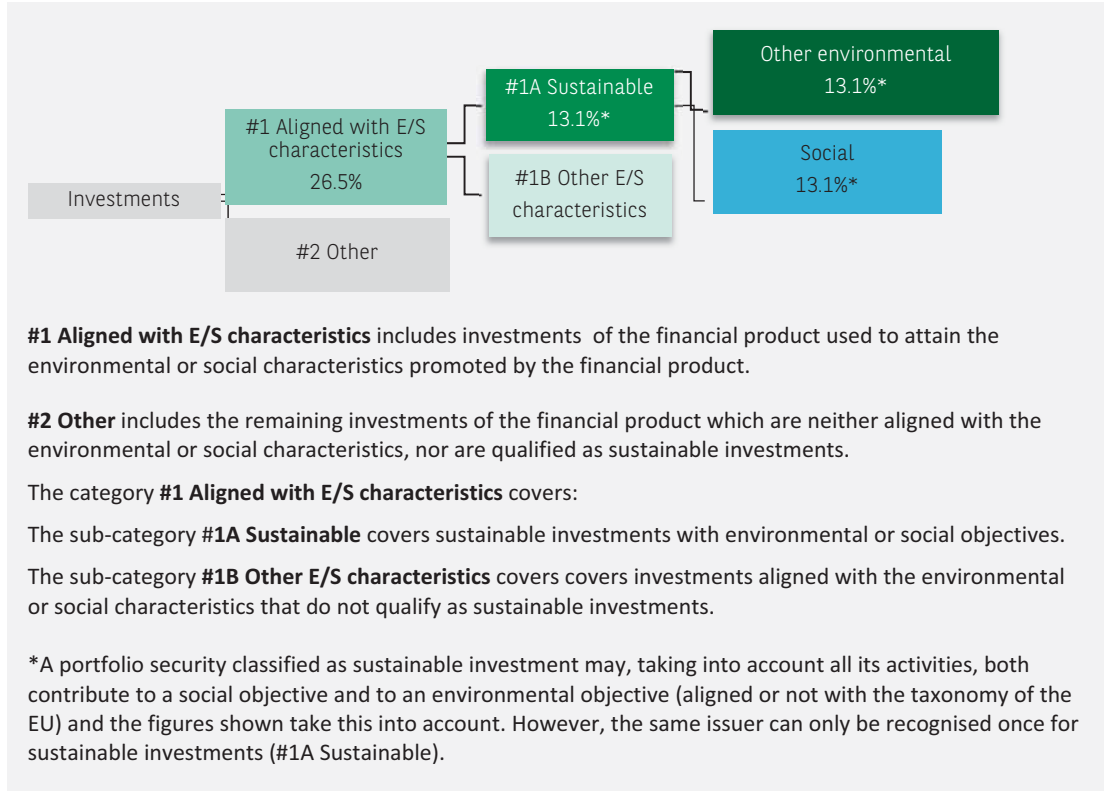 Other environmental
13.1%*
#1A Sustainable
13.1%*
#1 Aligned with E/S
characteristics
26.5%
Social
13.1%*
#1B Other E/S
characteristics
Investments
#2 Other
#1 Aligned with E/S characteristics includes investments of the financial product used to attain the
environmental or social characteristics promoted by the financial product.
#2 Other includes the remaining investments of the financial product which are neither aligned with the
environmental or social characteristics, nor are qualified as sustainable investments.
The category #1 Aligned with E/S characteristics covers:
The sub-category #1A Sustainable covers sustainable investments with environmental or social objectives.
The sub-category #1B Other E/S characteristics covers covers investments aligned with the environmental
or social characteristics that do not qualify as sustainable investments.
*A portfolio security classified as sustainable investment may, taking into account all its activities, both
contribute to a social objective and to an environmental objective (aligned or not with the taxonomy of the
EU) and the figures shown take this into account. However, the same issuer can only be recognised once for
sustainable investments (#1A Sustainable).